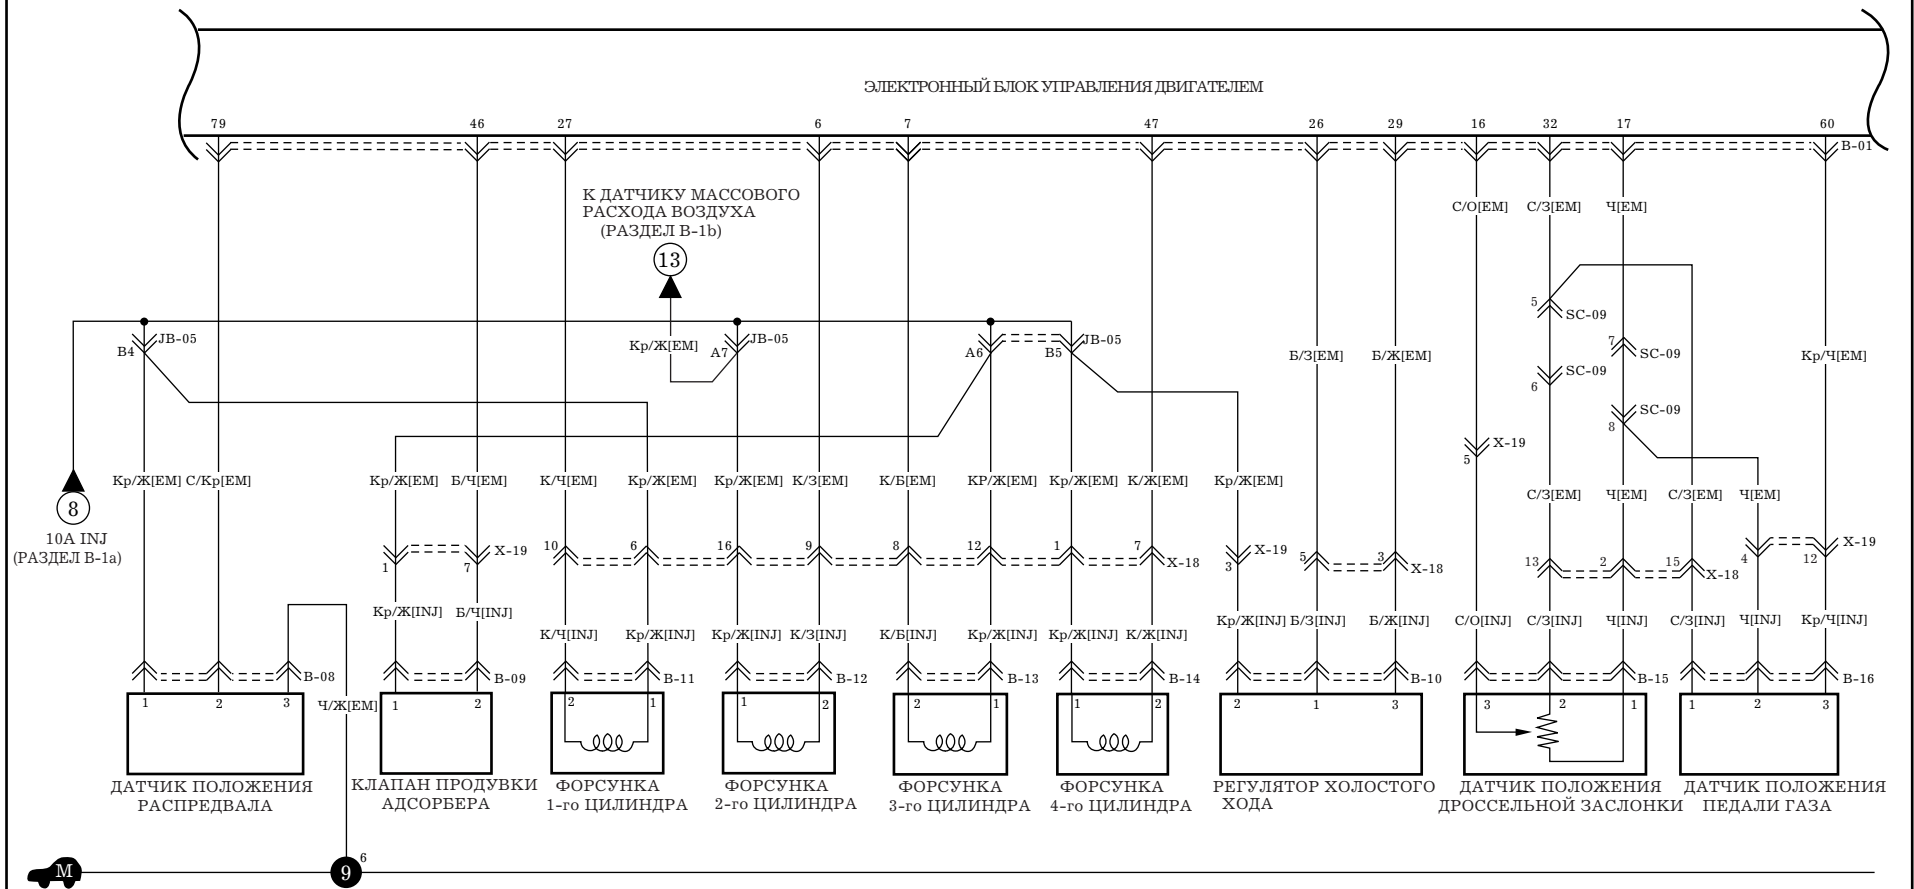 ЭЛЕКТРОННЫЙ БЛОК УПРАВЛЕНИЯ ДВИГАТЕЛЕМ
79 46 27 6 7 47 26 29 16 32 17 60
B-01
К ДАТЧИКУ МАССОВОГО
РАСХОДА ВОЗДУХА
(РАЗДЕЛ B-1b)
13
С/О[EM] С/З[EM] Ч[EM]
5 SC-09
B4 JB-05 Кр/Ж[EM] A7 JB-05 A6 B5 JB-05 Б/З[EM] Б/Ж[EM] 7 SC-09 Кр/Ч[EM]
6 SC-09
8 SC-09
5 X-19
Кр/Ж[EM] С/Кр[EM] Кр/Ж[EM] Б/Ч[EM] К/Ч[EM] Кр/Ж[EM] Кр/Ж[EM] К/З[EM] К/Б[EM] КР/Ж[EM] Кр/Ж[EM] К/Ж[EM] Кр/Ж[EM]
С/З[EM] Ч[EM] С/З[EM] Ч[EM]
8
10A INJ
(РАЗДЕЛ B-1a)
1 7 X-19 10 6 16 9 8 12 1 7 X-18 3 X-19 5 3 X-18 13 2 15 X-18 4 12 X-19
Кр/Ж[INJ] Б/Ч[INJ]
К/Ч[INJ] Кр/Ж[INJ] Кр/Ж[INJ] К/З[INJ] К/Б[INJ] Кр/Ж[INJ] Кр/Ж[INJ] К/Ж[INJ] Кр/Ж[INJ] Б/З[INJ] Б/Ж[INJ] С/О[INJ] С/З[INJ] Ч[INJ] С/З[INJ] Ч[INJ] Кр/Ч[INJ]
B-08 B-09 B-11 B-12 B-13 B-14 B-10 B-15 B-16
1 2 3 Ч/Ж[EM] 1 2 2 1 1 2 2 1 1 2 2 1 3 3 2 1 1 2 3
ДАТЧИК ПОЛОЖЕНИЯ
РАСПРЕДВАЛА
КЛАПАН ПРОДУВКИ
АДСОРБЕРА
ФОРСУНКА
1-го ЦИЛИНДРА
ФОРСУНКА
2-го ЦИЛИНДРА
ФОРСУНКА
3-го ЦИЛИНДРА
ФОРСУНКА
4-го ЦИЛИНДРА
РЕГУЛЯТОР ХОЛОСТОГО
ХОДА
ДАТЧИК ПОЛОЖЕНИЯ
ДРОССЕЛЬНОЙ ЗАСЛОНКИ
ДАТЧИК ПОЛОЖЕНИЯ
ПЕДАЛИ ГАЗА
M 9 6